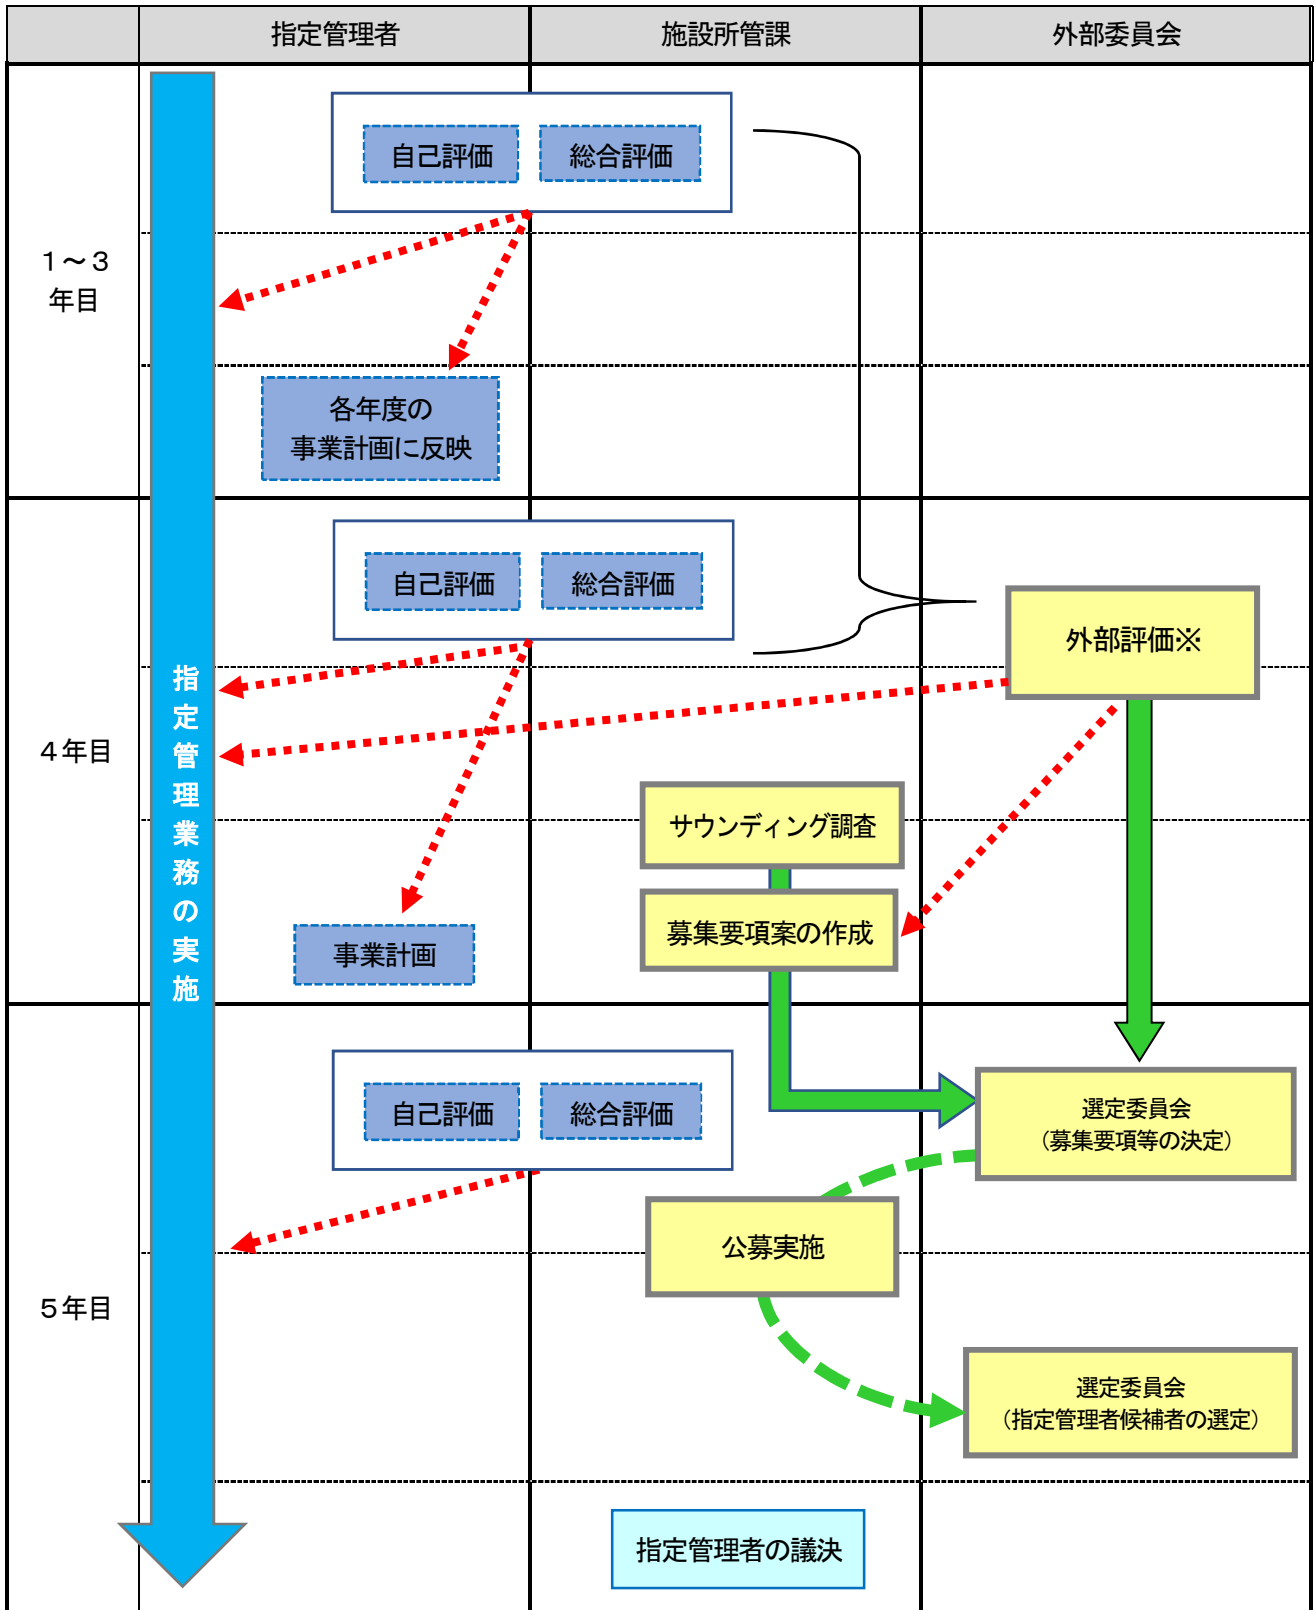 指定管理者
施設所管課
外部委員会
1～3
年目
自己評価
総合評価
各年度の
事業計画に反映
4年目
自己評価
総合評価
外部評価※
サウンディング調査
募集要項案の作成
事業計画
指定管理業務の実施
5年目
自己評価
総合評価
選定委員会
（募集要項等の決定）
公募実施
選定委員会
（指定管理者候補者の選定）
指定管理者の議決